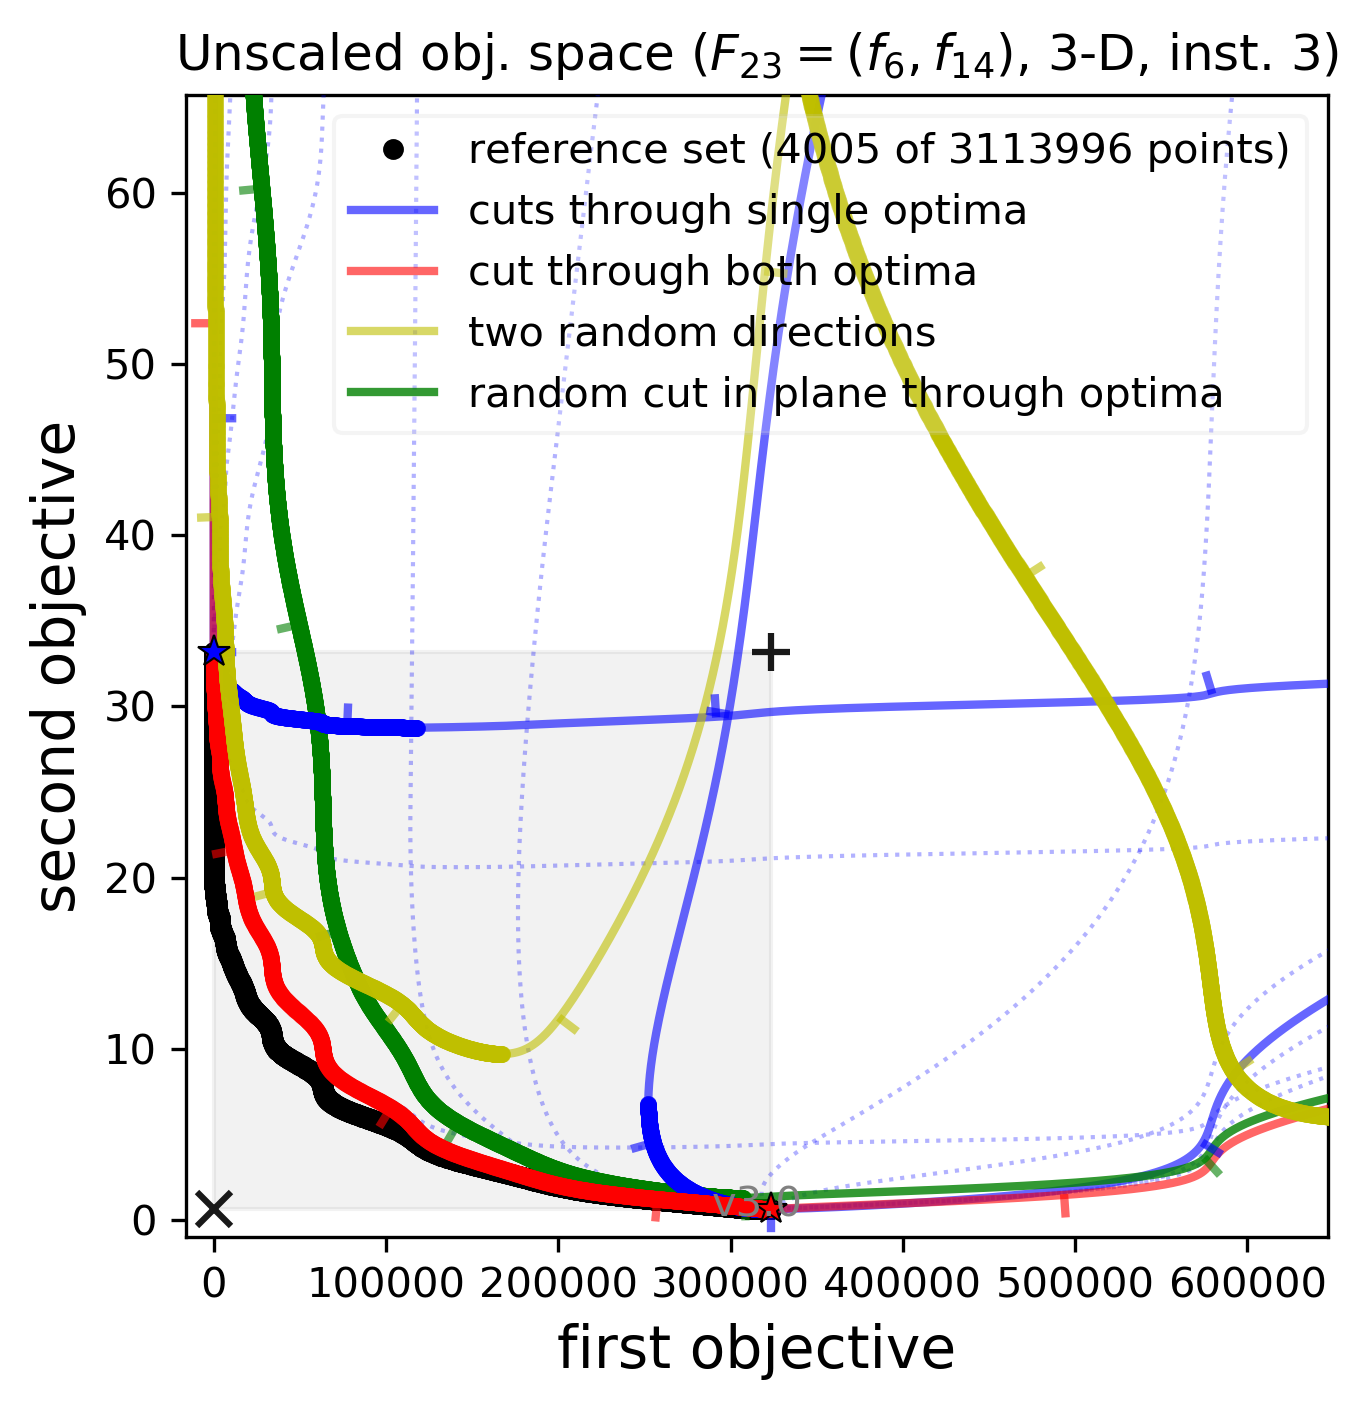 Unscaled obj. space (F₂₃ = (f₆, f₁₄), 3-D, inst. 3)
reference set (4005 of 3113996 points)
cuts through single optima
cut through both optima
two random directions
random cut in plane through optima
60
50
40
30
20
10
0
second objective
v3.0
0 100000 200000 300000 400000 500000 600000
first objective